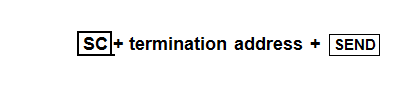 SC + termination address + SEND